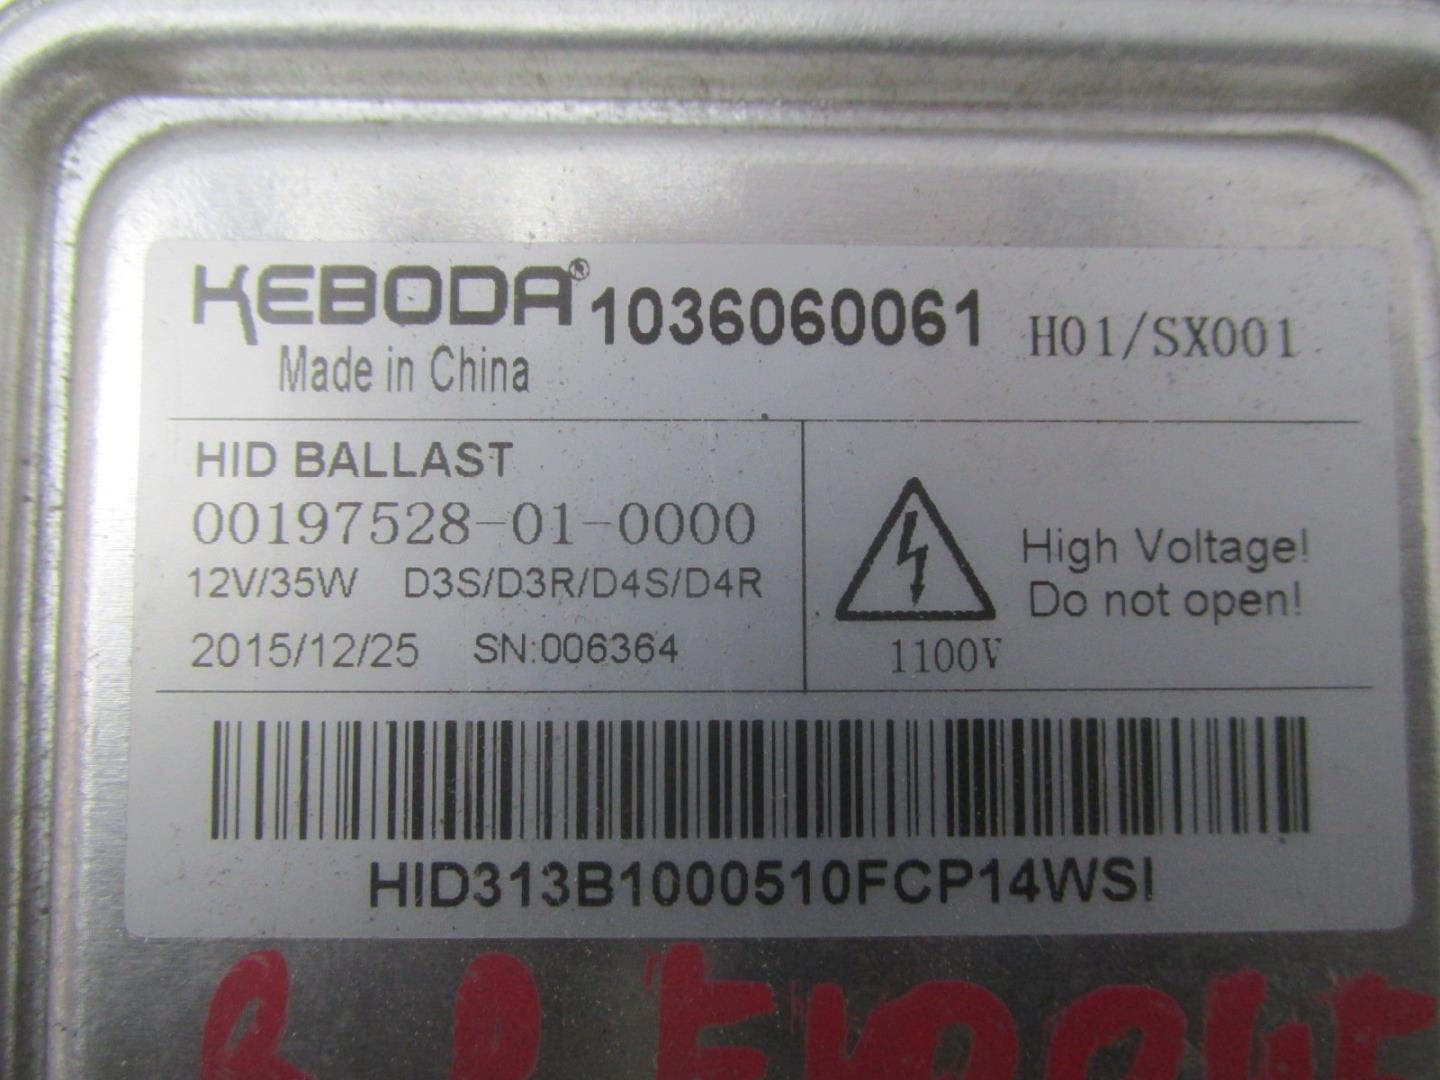 KEBODA® 1036060061 H01/SX001
Made in China
HID BALLAST
00197528-01-0000
12V/35W D3S/D3R/D4S/D4R
2015/12/25 SN:006364
High Voltage!
Do not open!
1100V
HID313B1000510FCP14WSI